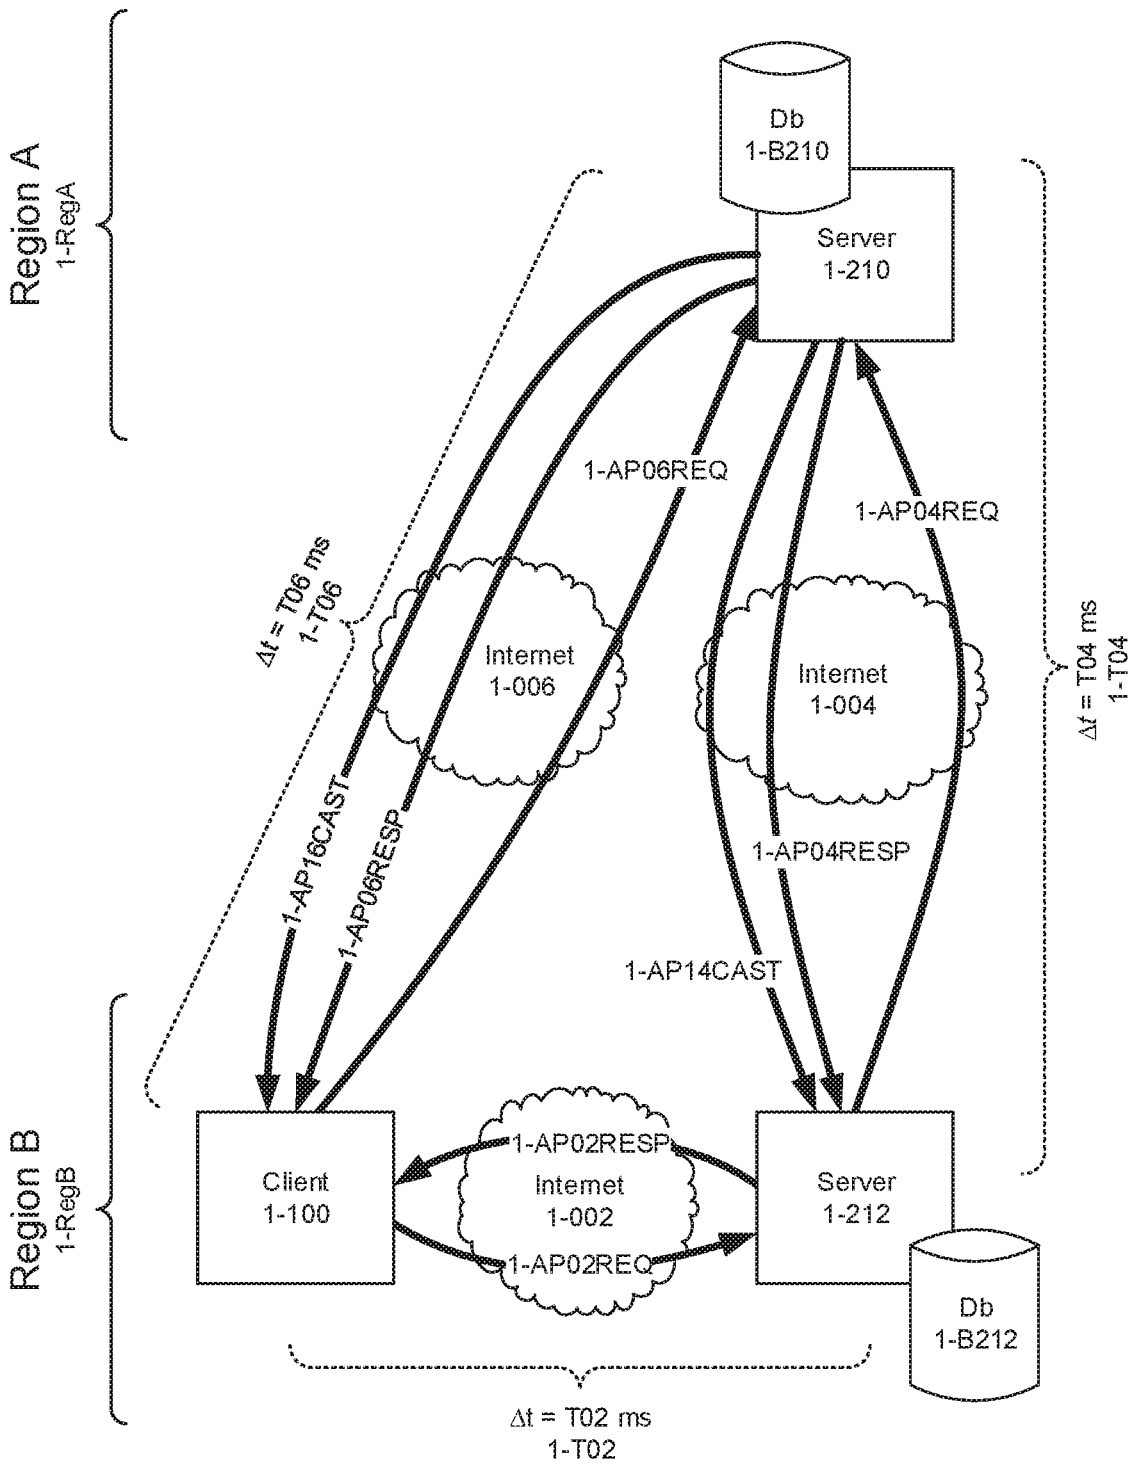 Region A
1-RegA
Db
1-B210
Server
1-210
1-AP06REQ
1-AP04REQ
Δt = T06 ms
1-T06
Internet
1-006
Internet
1-004
Δt = T04 ms
1-T04
1-AP16CAST
1-AP06RESP
1-AP04RESP
1-AP14CAST
Region B
1-RegB
Client
1-100
1-AP02RESP
Internet
1-002
1-AP02REQ
Server
1-212
Db
1-B212
Δt = T02 ms
1-T02